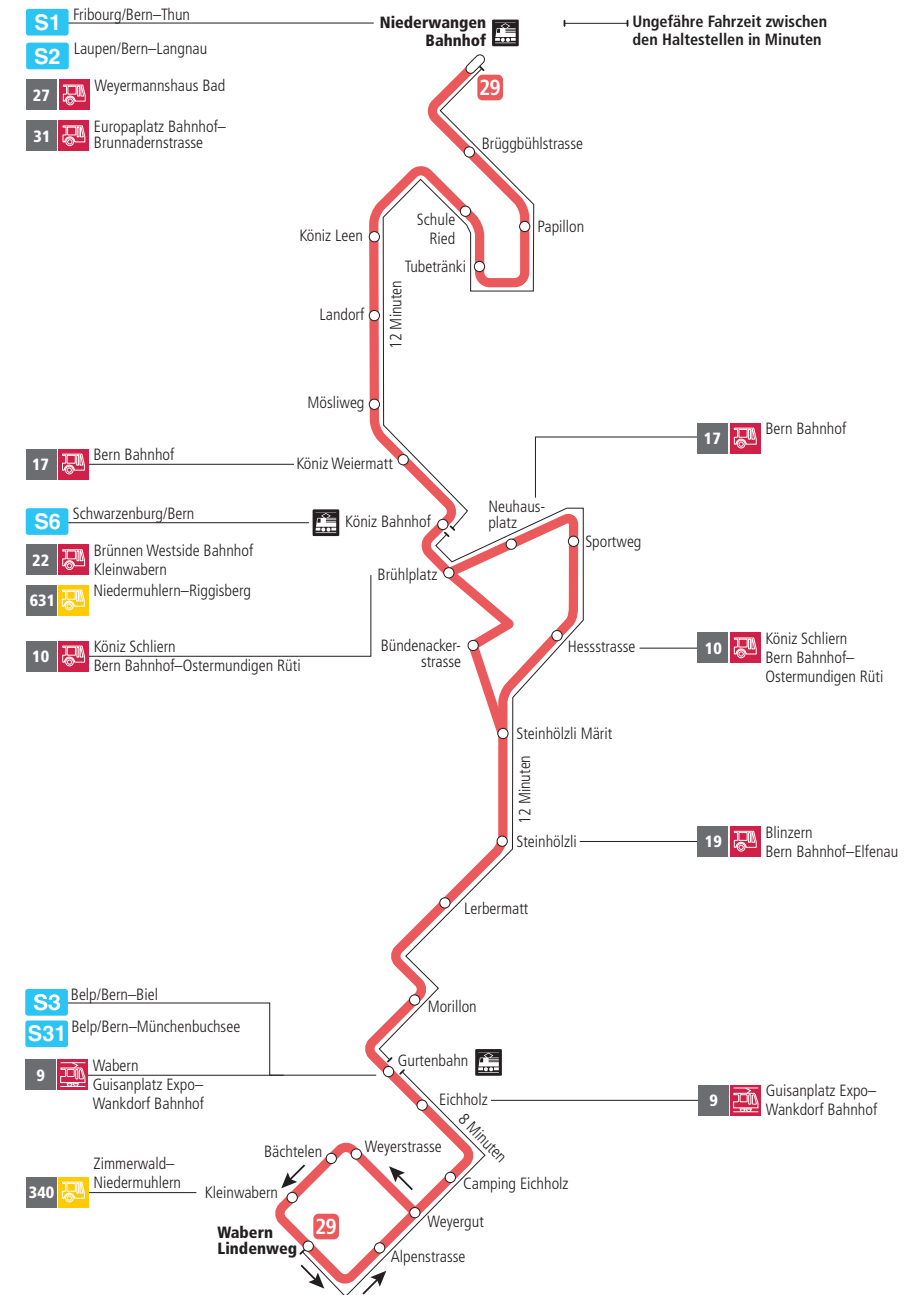 S1
Fribourg/Bern–Thun
S2
Laupen/Bern–Langnau
27
Weyermannshaus Bad
31
Europaplatz Bahnhof–
Brunnadernstrasse
Niederwangen
Bahnhof
29
Ungefähre Fahrzeit zwischen
den Haltestellen in Minuten
Brüggbühlstrasse
Papillon
Schule
Ried
Tubetränki
Köniz Leen
Landorf
12 Minuten
Mösliweg
17
Bern Bahnhof
Köniz Weiermatt
17
Bern Bahnhof
S6
Schwarzenburg/Bern
Köniz Bahnhof
22
Brünnen Westside Bahnhof
Kleinwabern
631
Niedermuhlern–Riggisberg
Neuhaus-
platz
Sportweg
Brühlplatz
10
Köniz Schliern
Bern Bahnhof–Ostermundigen Rüti
Bündenacker-
strasse
Hessstrasse
10
Köniz Schliern
Bern Bahnhof–
Ostermundigen Rüti
Steinhölzli Märit
12 Minuten
Steinhölzli
19
Blinzern
Bern Bahnhof–Elfenau
Lerbermatt
Morillon
S3
Belp/Bern–Biel
S31
Belp/Bern–Münchenbuchsee
9
Wabern
Guisanplatz Expo–
Wankdorf Bahnhof
Gurtenbahn
Eichholz
9
Guisanplatz Expo–
Wankdorf Bahnhof
8 Minuten
Weyerstrasse
Bächtelen
Camping Eichholz
340
Zimmerwald–
Niedermuhlern
Kleinwabern
Weyergut
29
Wabern
Lindenweg
Alpenstrasse